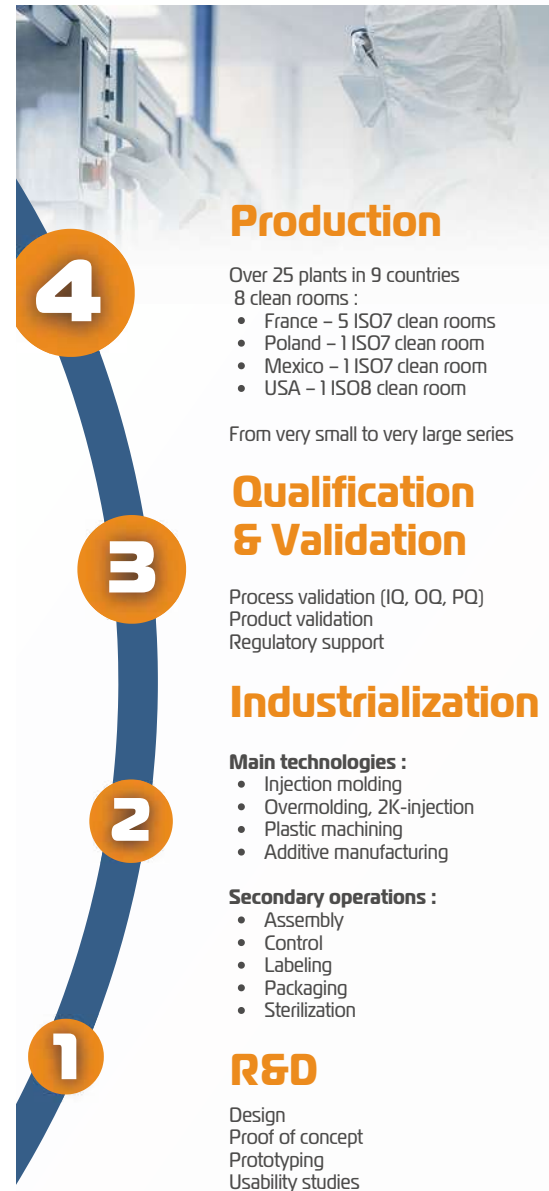 4
Production
Over 25 plants in 9 countries
8 clean rooms :
• France – 5 ISO7 clean rooms
• Poland – 1 ISO7 clean room
• Mexico – 1 ISO7 clean room
• USA – 1 ISO8 clean room
From very small to very large series
3
Qualification
& Validation
Process validation (IQ, OQ, PQ)
Product validation
Regulatory support
Industrialization
Main technologies :
• Injection molding
• Overmolding, 2K-injection
• Plastic machining
• Additive manufacturing
2
Secondary operations :
• Assembly
• Control
• Labeling
• Packaging
• Sterilization
1
R&D
Design
Proof of concept
Prototyping
Usability studies